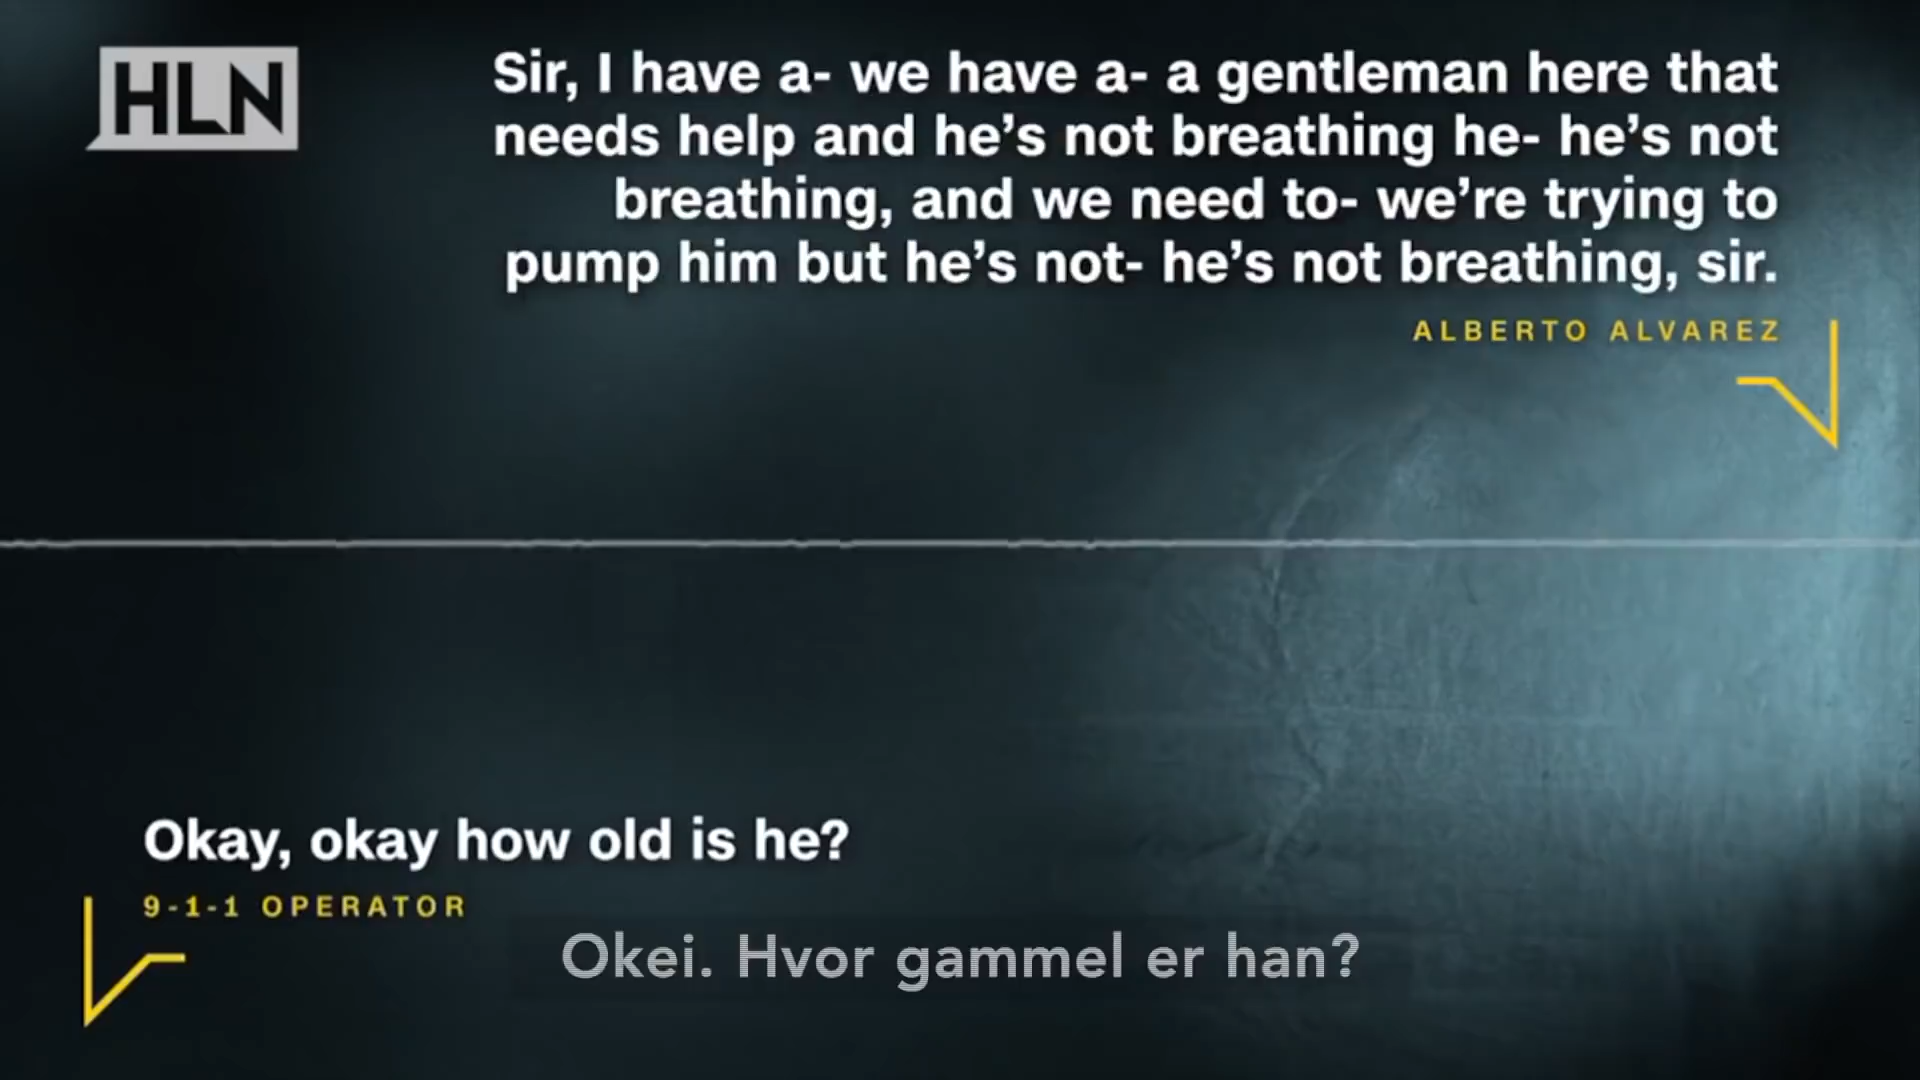 HLN
Sir, I have a- we have a- a gentleman here that
needs help and he’s not breathing he- he’s not
breathing, and we need to- we’re trying to
pump him but he’s not- he’s not breathing, sir.
ALBERTO ALVAREZ
Okay, okay how old is he?
9-1-1 OPERATOR
Okei. Hvor gammel er han?